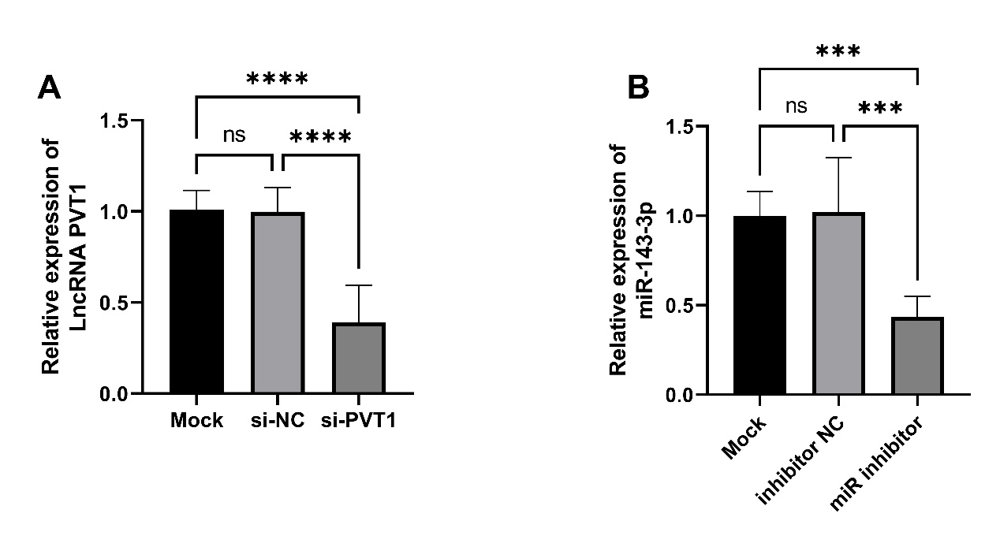 A
****
ns
****
Relative expression of
LncRNA PVT1
1.5
1.0
0.5
0.0
Mock
si-NC
si-PVT1
B
***
ns
***
Relative expression of
miR-143-3p
1.5
1.0
0.5
0.0
Mock
inhibitor NC
miR inhibitor